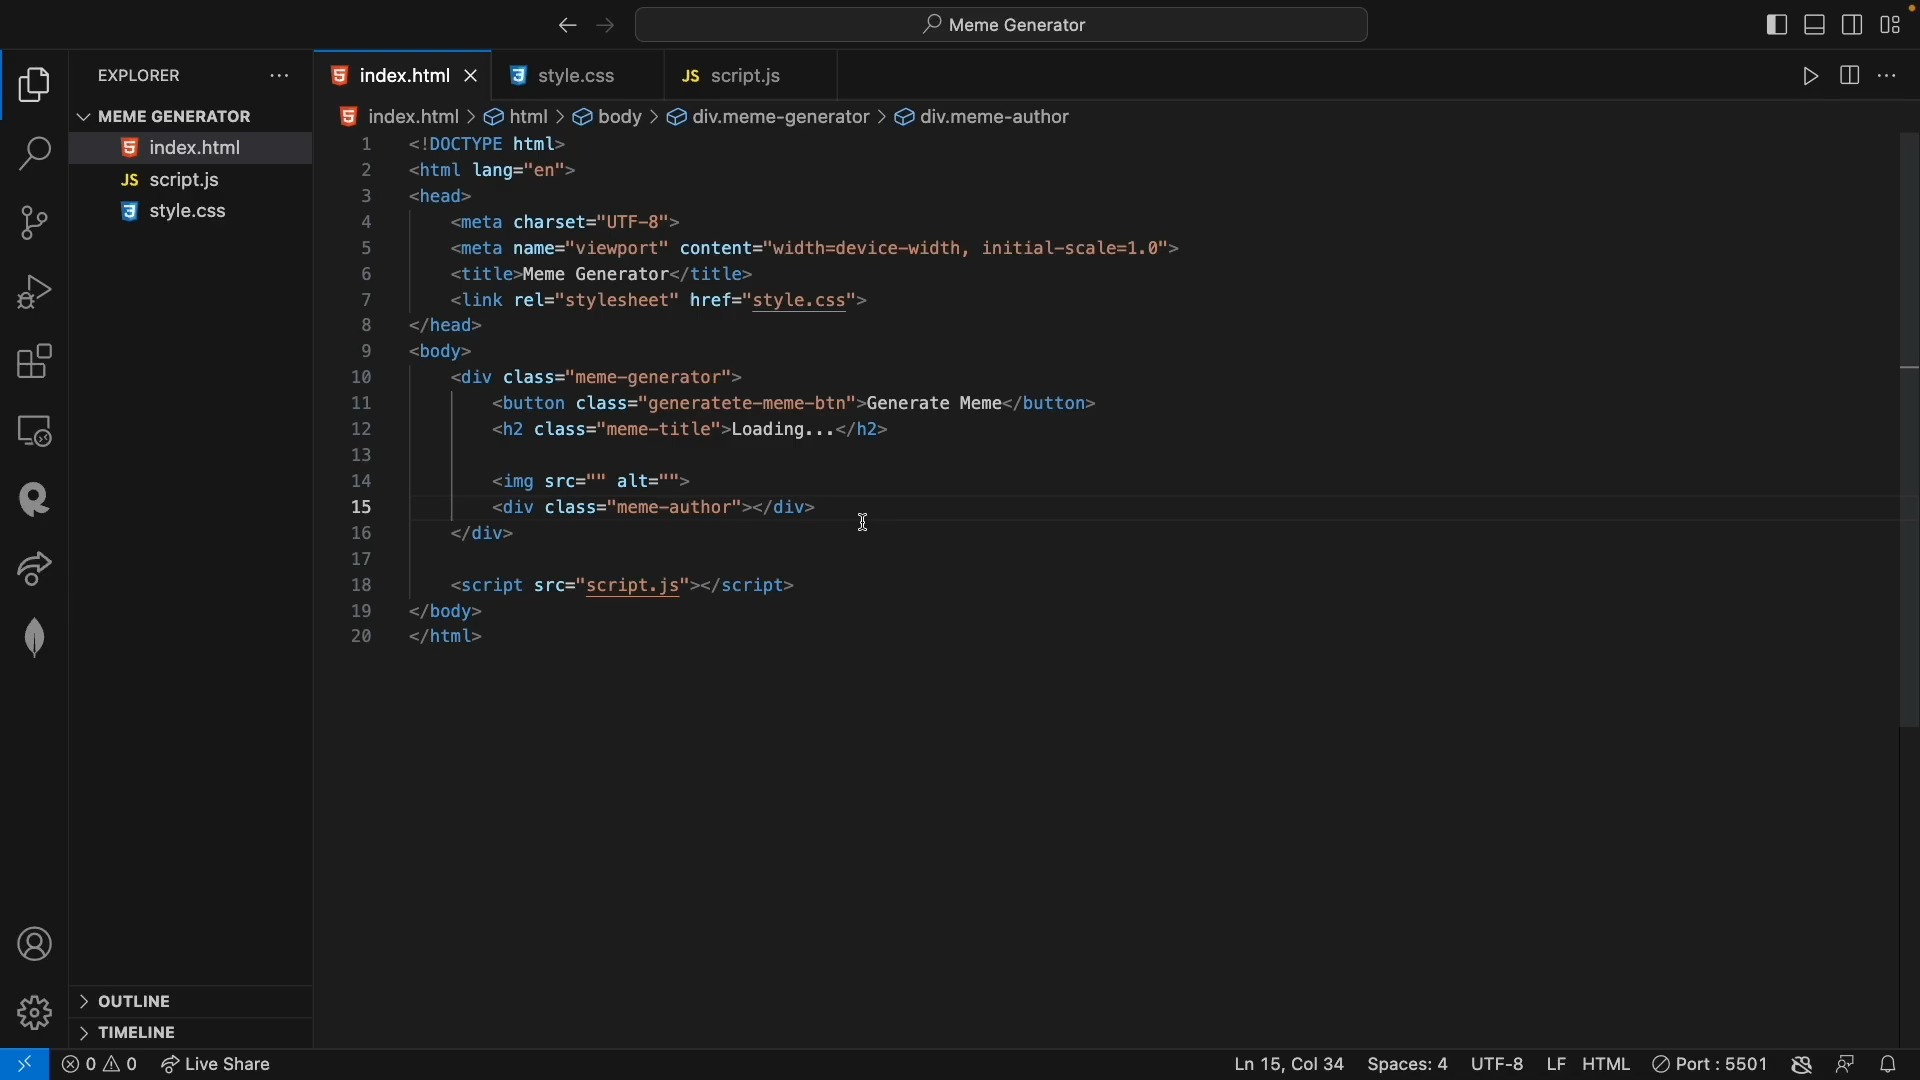 Meme Generator
EXPLORER
MEME GENERATOR
index.html
JS script.js
style.css
OUTLINE
TIMELINE
index.html
style.css
JS script.js
index.html > html > body > div.meme-generator > div.meme-author
1 <!DOCTYPE html>
2 <html lang="en">
3 <head>
4 <meta charset="UTF-8">
5 <meta name="viewport" content="width=device-width, initial-scale=1.0">
6 <title>Meme Generator</title>
7 <link rel="stylesheet" href="style.css">
8 </head>
9 <body>
10 <div class="meme-generator">
11 <button class="generatete-meme-btn">Generate Meme</button>
12 <h2 class="meme-title">Loading...</h2>
13
14 <img src="" alt="">
15 <div class="meme-author"></div>
16 </div>
17
18 <script src="script.js"></script>
19 </body>
20 </html>
0 0 Live Share Ln 15, Col 34 Spaces: 4 UTF-8 LF HTML Port : 5501